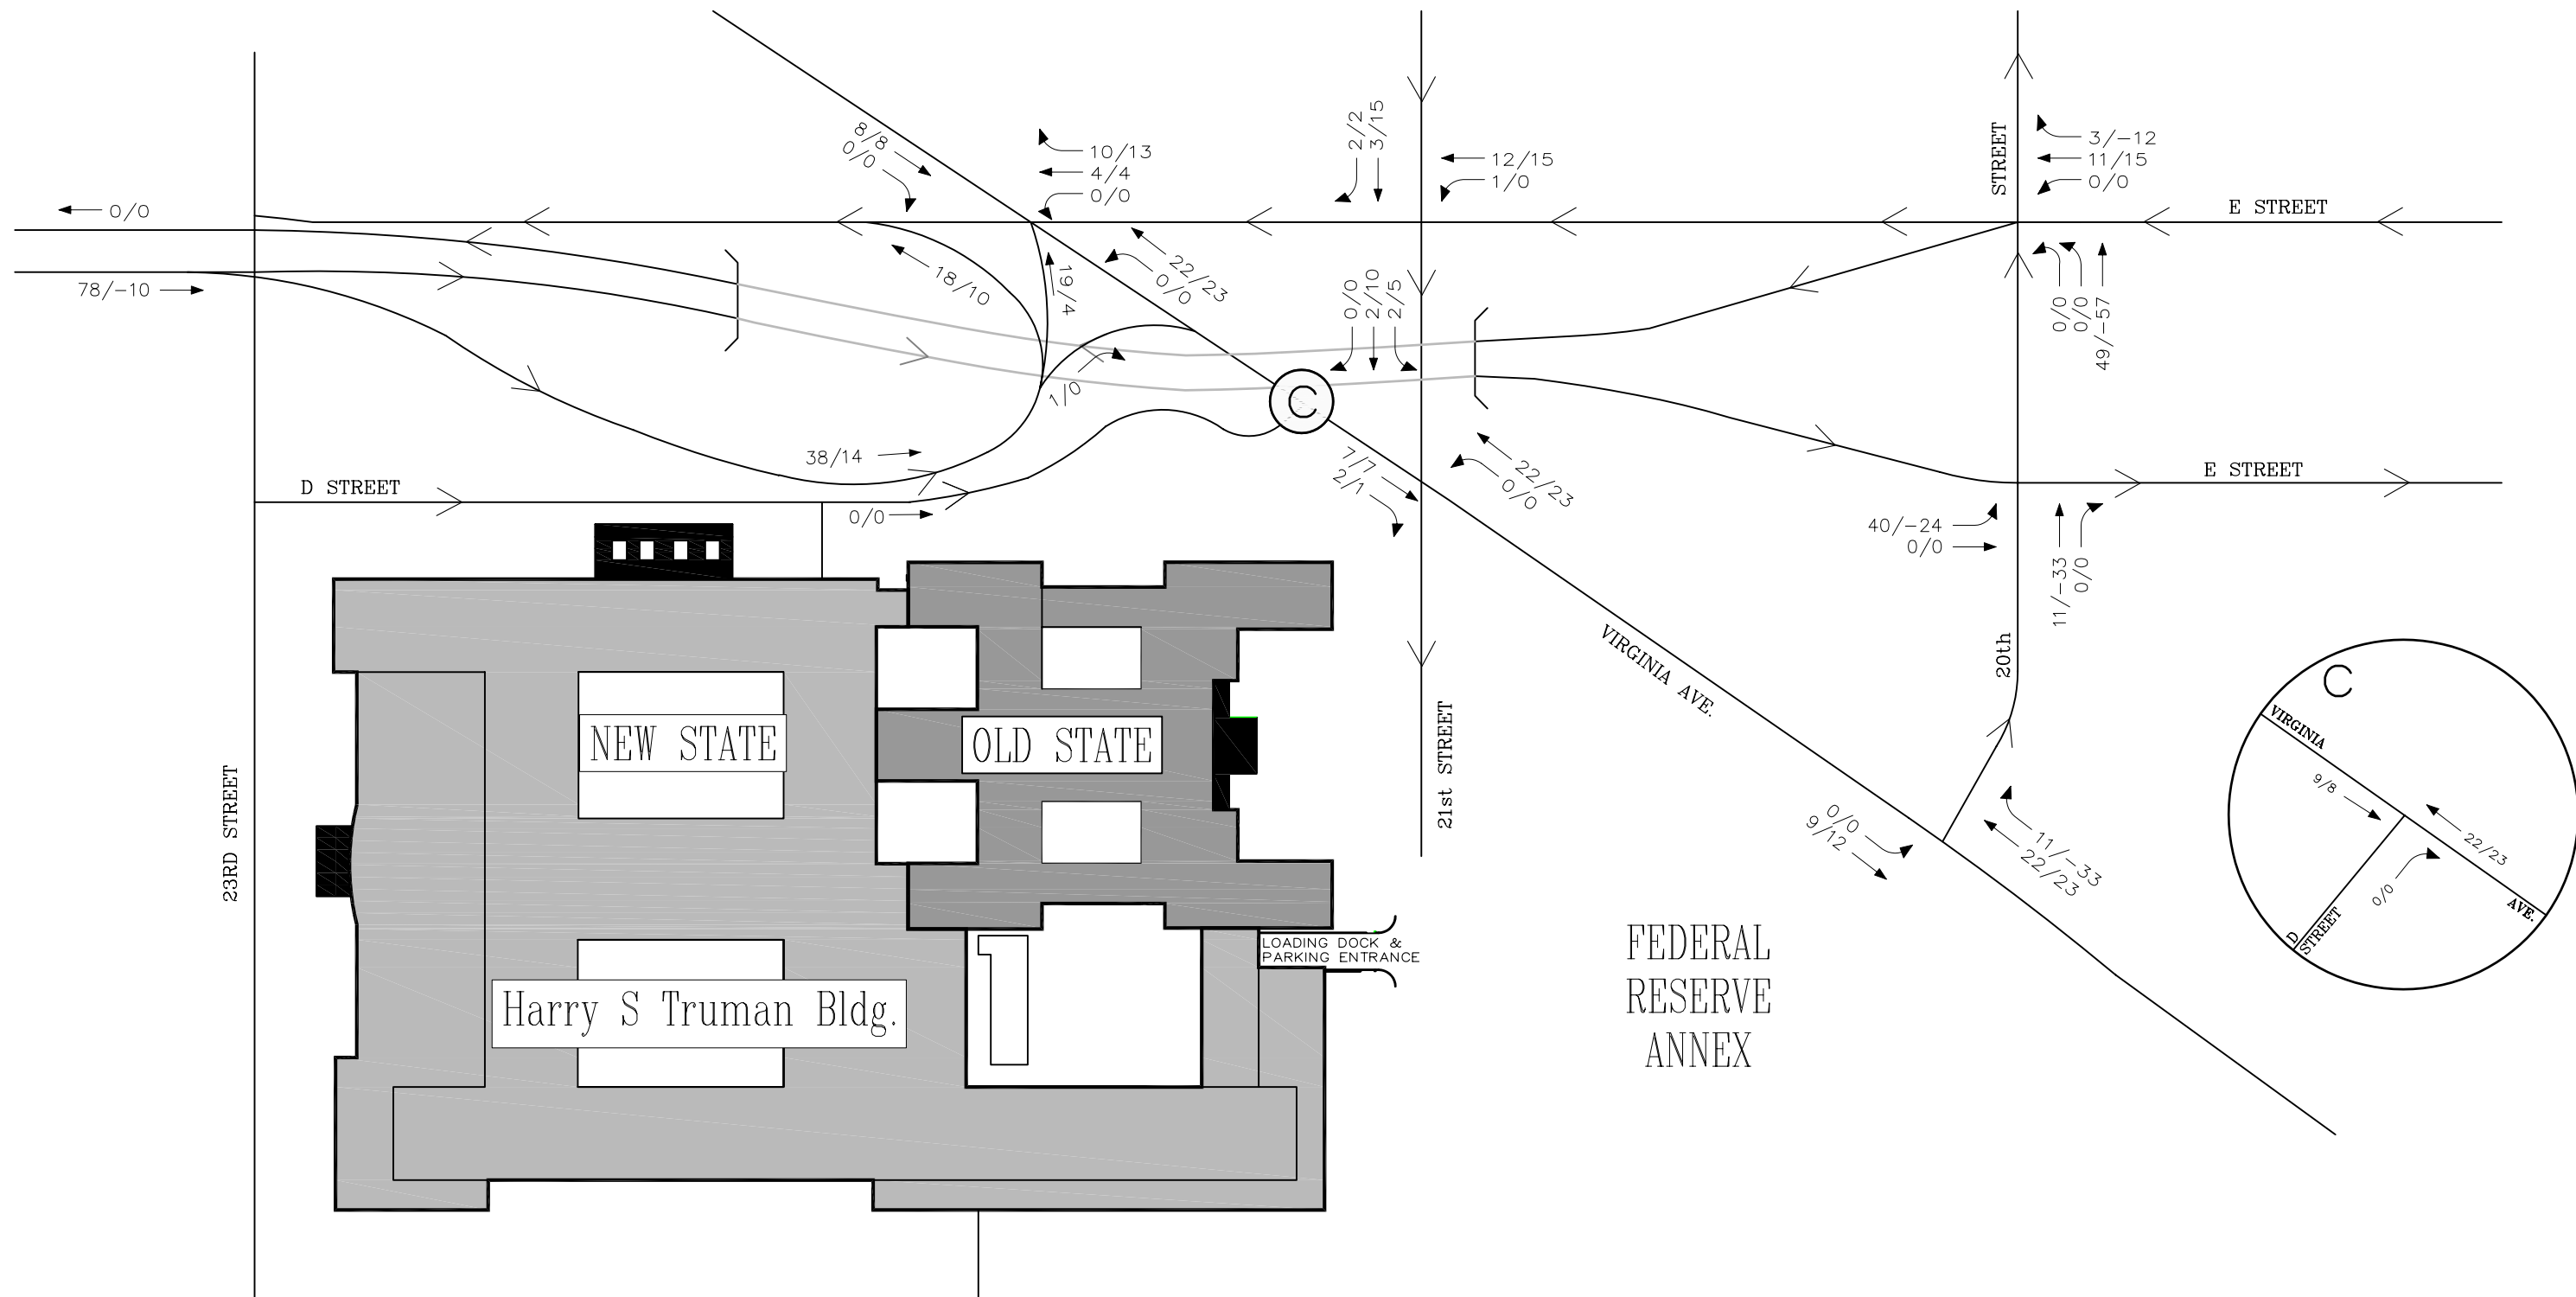 8/8
0/0
10/13
4/4
0/0
2/2
3/15
12/15
1/0
STREET
3/-12
11/15
0/0
E STREET
0/0
78/-10
18/10
19/4
22/23
0/0
0/0
2/10
2/5
0/0
0/0
49/-57
1/0
C
38/14
D STREET
0/0
7/7
2/1
22/23
0/0
E STREET
40/-24
0/0
11/-33
0/0
VIRGINIA AVE.
20th
C
VIRGINIA
9/8
22/23
0/0
AVE.
D
STREET
NEW STATE
OLD STATE
21st STREET
23RD STREET
0/0
9/12
11/-33
22/23
FEDERAL
RESERVE
ANNEX
LOADING DOCK &
PARKING ENTRANCE
1
Harry S Truman Bldg.